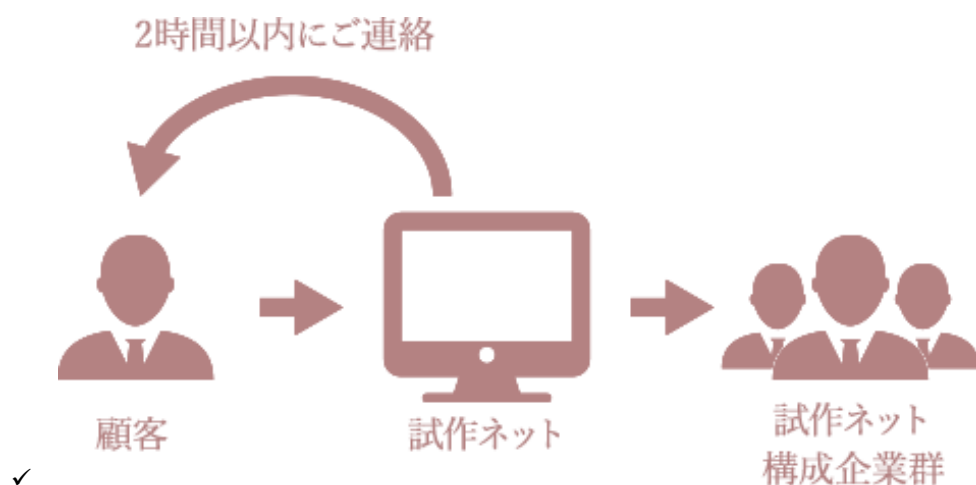 2時間以内にご連絡
顧客
試作ネット
試作ネット
構成企業群
✓